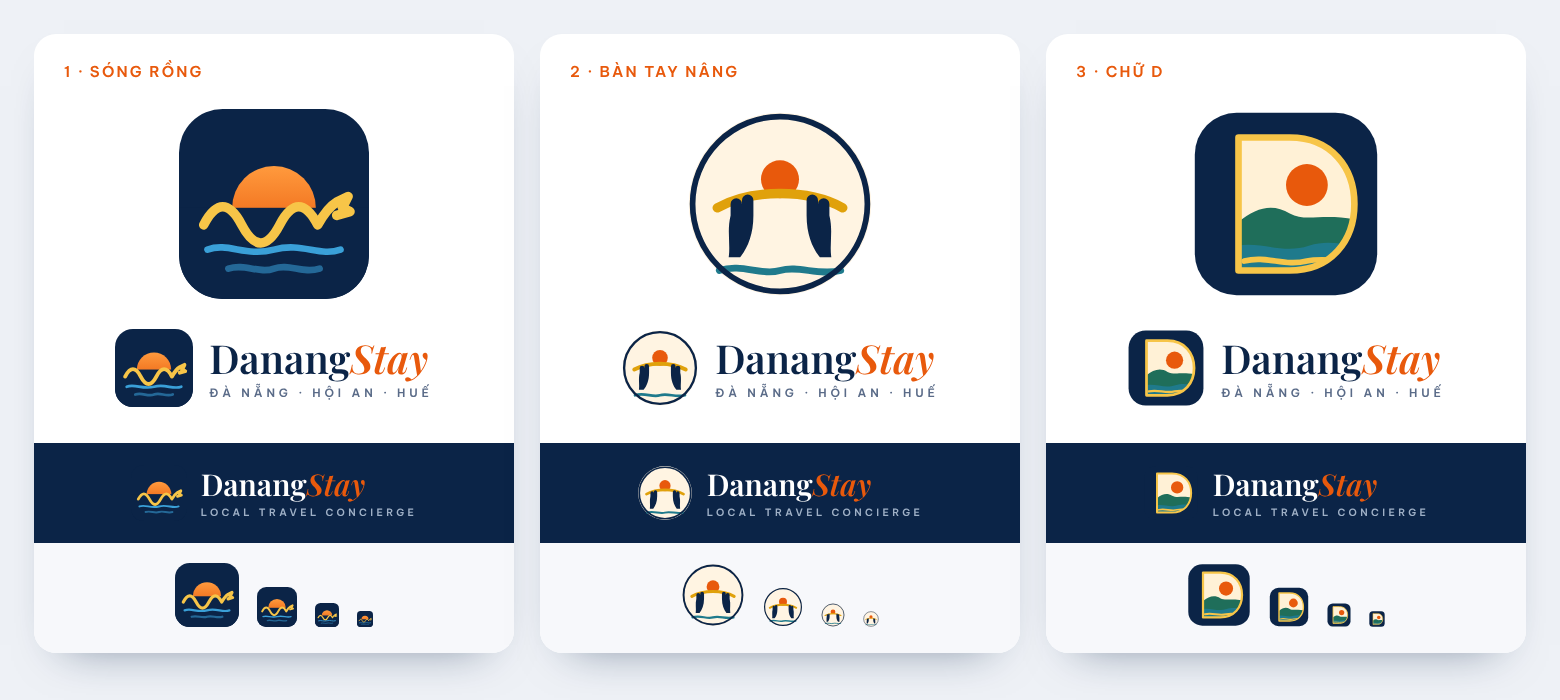 1 · SÓNG RỒNG
DanangStay
ĐÀ NẴNG · HỘI AN · HUẾ
DanangStay
LOCAL TRAVEL CONCIERGE
2 · BÀN TAY NÂNG
DanangStay
ĐÀ NẴNG · HỘI AN · HUẾ
DanangStay
LOCAL TRAVEL CONCIERGE
3 · CHỮ D
DanangStay
ĐÀ NẴNG · HỘI AN · HUẾ
DanangStay
LOCAL TRAVEL CONCIERGE